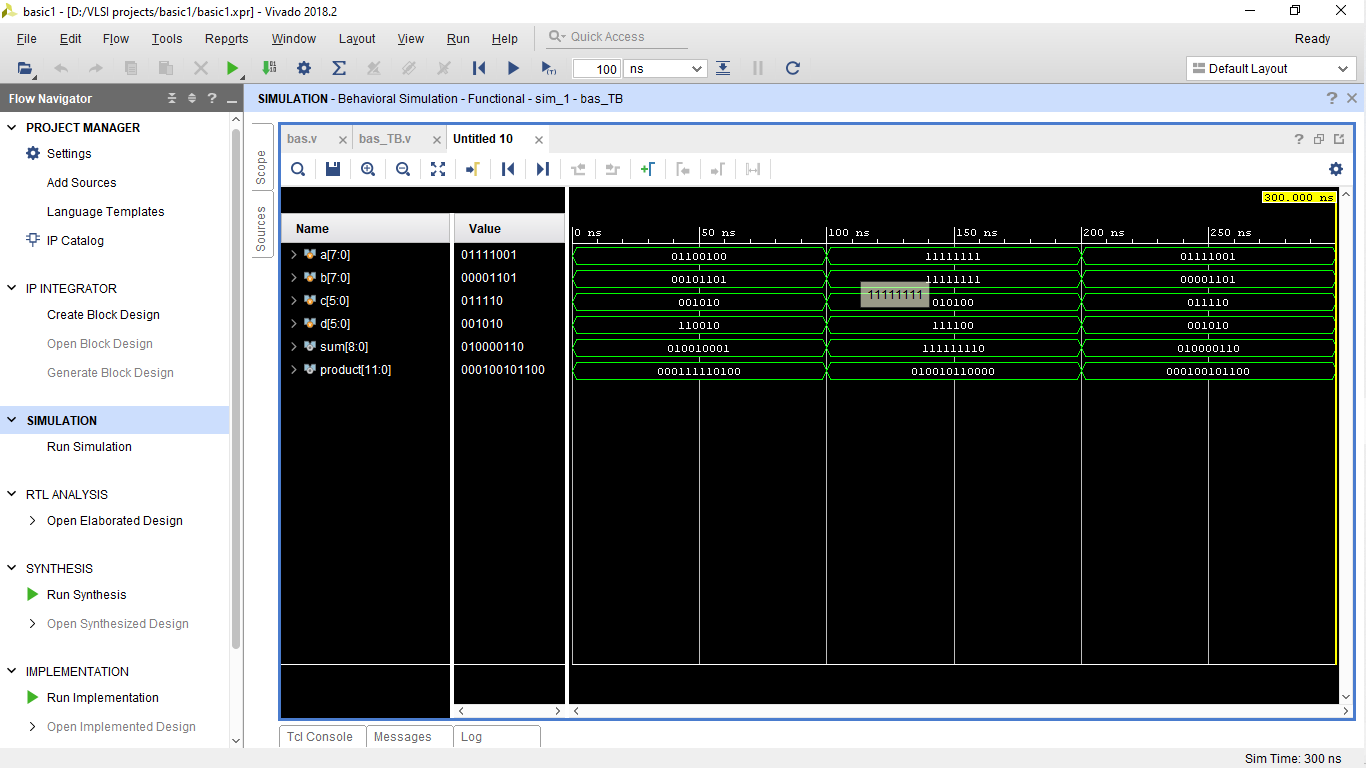 basic1 - [D:/VLSI projects/basic1/basic1.xpr] - Vivado 2018.2
File Edit Flow Tools Reports Window Layout View Run Help Quick Access Ready
100 ns Default Layout
Flow Navigator
SIMULATION - Behavioral Simulation - Functional - sim_1 - bas_TB
PROJECT MANAGER
Settings
Add Sources
Language Templates
IP Catalog
IP INTEGRATOR
Create Block Design
Open Block Design
Generate Block Design
SIMULATION
Run Simulation
RTL ANALYSIS
Open Elaborated Design
SYNTHESIS
Run Synthesis
Open Synthesized Design
IMPLEMENTATION
Run Implementation
Open Implemented Design
Scope
Sources
bas.v bas_TB.v Untitled 10
300.000 ns
Name Value
0 ns 50 ns 100 ns 150 ns 200 ns 250 ns
a[7:0] 01111001 01100100 11111111 01111001
b[7:0] 00001101 00101101 11111111 00001101
11111111
c[5:0] 011110 001010 010100 011110
d[5:0] 001010 110010 111100 001010
sum[8:0] 010000110 010010001 111111110 010000110
product[11:0] 000100101100 000111110100 010010110000 000100101100
Tcl Console Messages Log
Sim Time: 300 ns